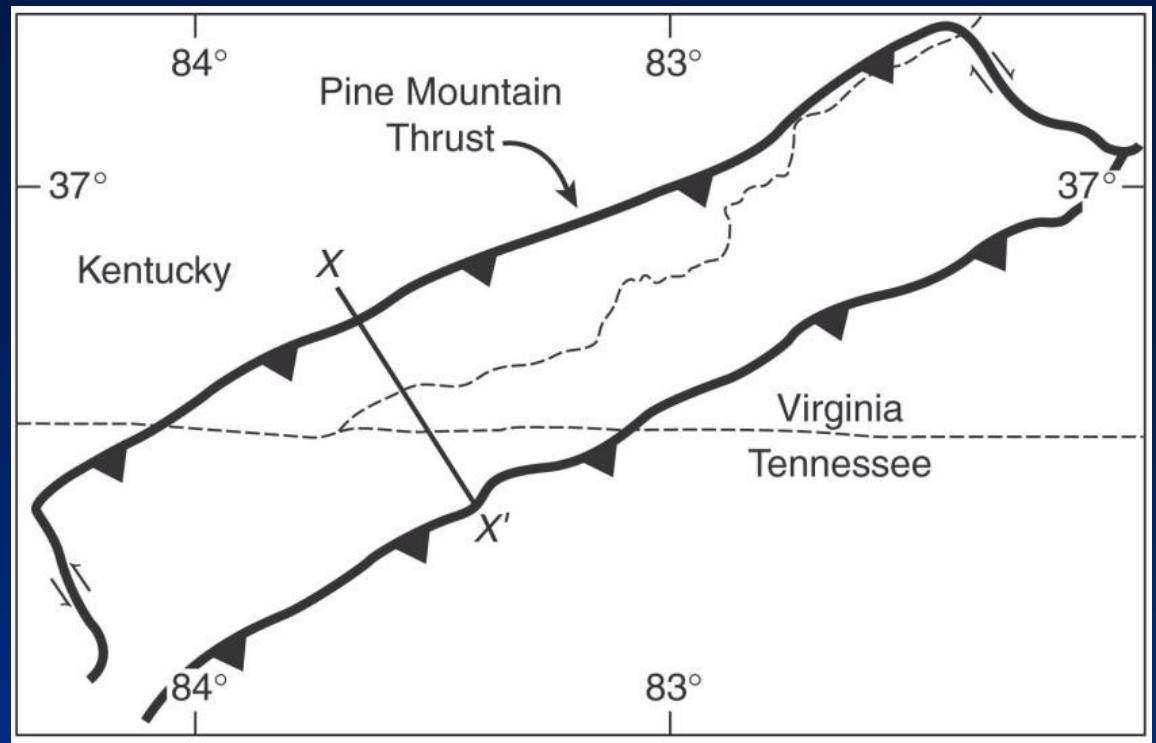 84°
83°
Pine Mountain
Thrust
37°
37°
Kentucky
X
Virginia
Tennessee
X'
84°
83°